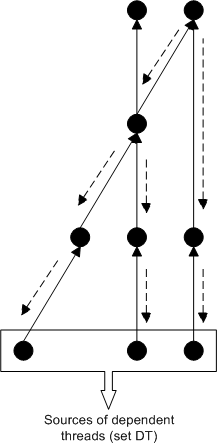 Sources of dependent
threads (set DT)